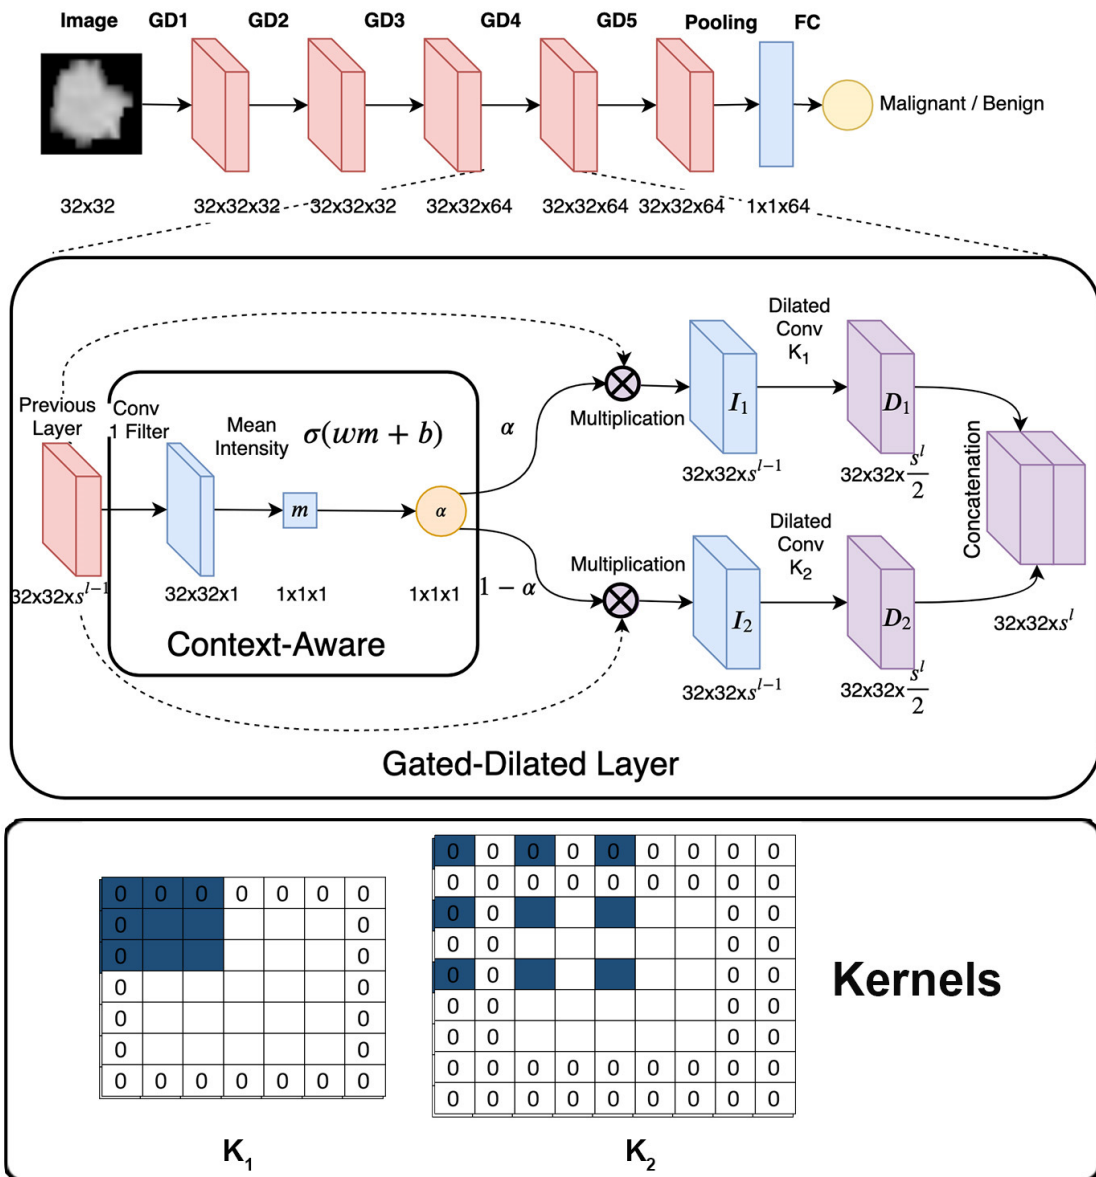 Image GD1 GD2 GD3 GD4 GD5 Pooling FC
Malignant / Benign
32x32 32x32x32 32x32x32 32x32x64 32x32x64 32x32x64 1x1x64
Previous
Layer
32x32xs^{l-1}
Conv
1 Filter
32x32x1
Mean
Intensity
m
1x1x1
σ(wm + b)
α
1x1x1
Context-Aware
α
Multiplication
1 − α
Multiplication
I₁
32x32xs^{l-1}
Dilated
Conv
K₁
D₁
32x32x s^l/2
I₂
32x32xs^{l-1}
Dilated
Conv
K₂
D₂
32x32x s^l/2
Concatenation
32x32xs^l
Gated-Dilated Layer
0 0 0 0 0 0 0
0 0
0 0
0 0
0 0
0 0
0 0 0 0 0 0 0
K₁
0 0 0 0 0 0 0 0 0
0 0 0 0 0 0 0 0 0
0 0 0 0
0 0 0 0
0 0 0 0
0 0 0 0
0 0 0 0
0 0 0 0 0 0 0 0 0
0 0 0 0 0 0 0 0 0
K₂
Kernels